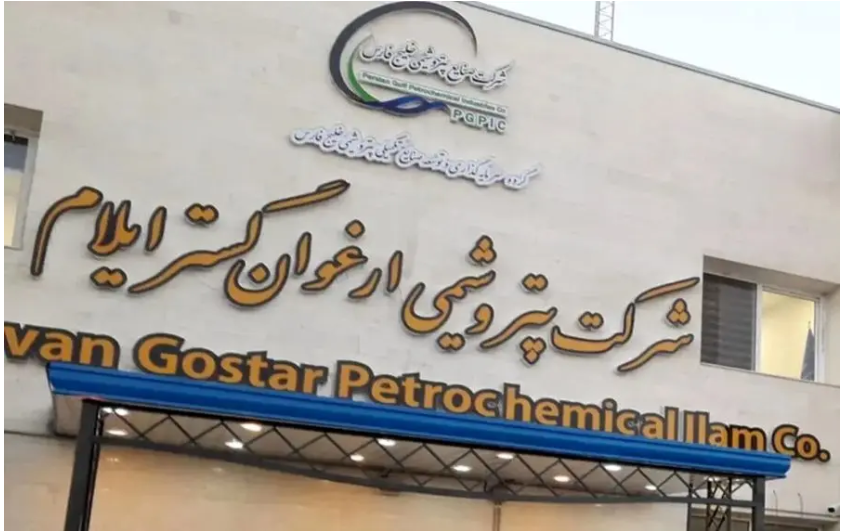 شرکت صنایع پتروشیمی خلیج فارس
Persian Gulf Petrochemical Industries Co
PGPIC
گروه سرمایه گذاری و توسعه صنایع تکمیلی پتروشیمی خلیج فارس
شرکت پتروشیمی ارغوان گستر ایلام
van Gostar Petrochemical Ilam Co.